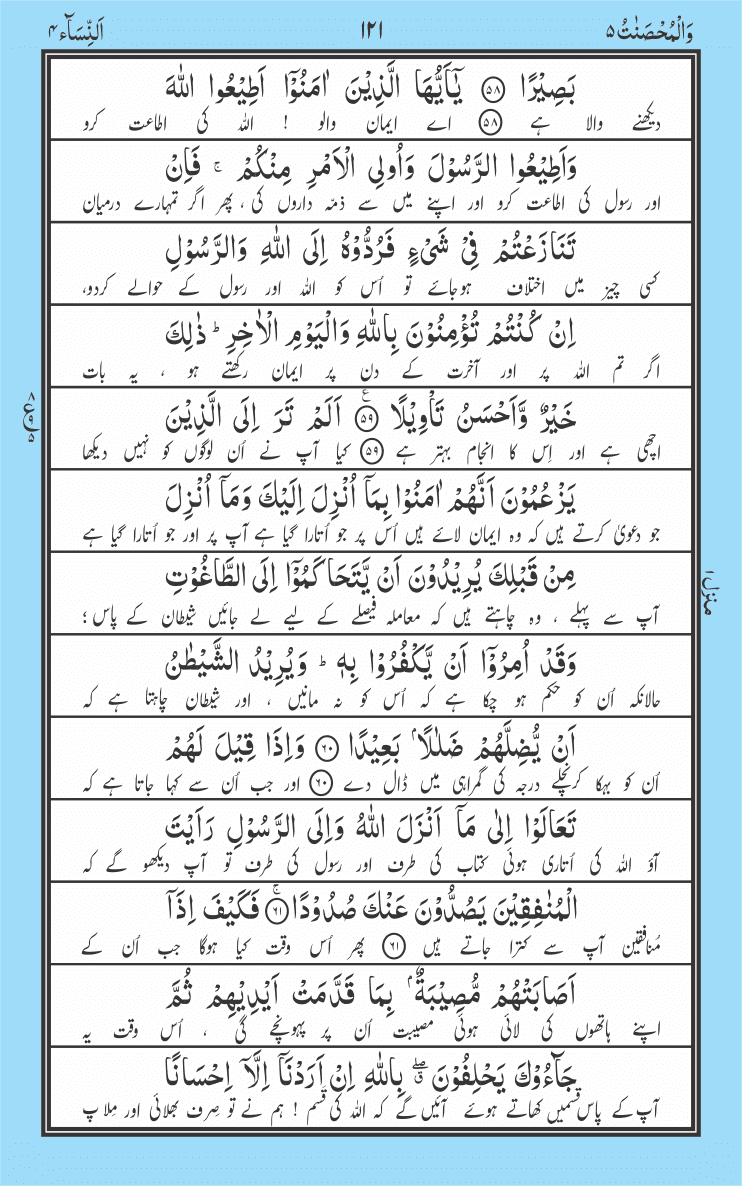 وَالْمُحْصَنٰتُ ۵ ۱۲۱ اَلنِّسَآء ۴
بَصِيْرًا ۵۸ يٰٓاَيُّهَا الَّذِيْنَ اٰمَنُوْٓا اَطِيْعُوا اللّٰهَ
دیکھنے والا ہے ۵۸ اے ایمان والو ! اللہ کی اطاعت کرو
وَاَطِيْعُوا الرَّسُوْلَ وَاُولِى الْاَمْرِ مِنْكُمْ ۚ فَاِنْ
اور رسول کی اطاعت کرو اور اپنے میں سے ذمّہ داروں کی ، پھر اگر تمہارے درمیان
تَنَازَعْتُمْ فِىْ شَىْءٍ فَرُدُّوْهُ اِلَى اللّٰهِ وَالرَّسُوْلِ
کسی چیز میں اختلاف ہوجائے تو اُس کو اللہ اور رسول کے حوالے کردو،
اِنْ كُنْتُمْ تُؤْمِنُوْنَ بِاللّٰهِ وَالْيَوْمِ الْاٰخِرِ ؕ ذٰلِكَ
اگر تم اللہ پر اور آخرت کے دن پر ایمان رکھتے ہو ، یہ بات
خَيْرٌ وَّاَحْسَنُ تَاْوِيْلًا ۵۹ ع اَلَمْ تَرَ اِلَى الَّذِيْنَ
اچھی ہے اور اِس کا انجام بہتر ہے ۵۹ کیا آپ نے اُن لوگوں کو نہیں دیکھا
يَزْعُمُوْنَ اَنَّهُمْ اٰمَنُوْا بِمَآ اُنْزِلَ اِلَيْكَ وَمَآ اُنْزِلَ
جو دعویٰ کرتے ہیں کہ وہ ایمان لائے ہیں اُس پر جو اُتارا گیا ہے آپ پر اور جو اُتارا گیا ہے
مِنْ قَبْلِكَ يُرِيْدُوْنَ اَنْ يَّتَحَاكَمُوْٓا اِلَى الطَّاغُوْتِ
آپ سے پہلے ، وہ چاہتے ہیں کہ معاملہ فیصلے کے لیے لے جائیں شیطان کے پاس ؛
وَقَدْ اُمِرُوْٓا اَنْ يَّكْفُرُوْا بِهٖ ؕ وَيُرِيْدُ الشَّيْطٰنُ
حالانکہ اُن کو حکم ہو چکا ہے کہ اُس کو نہ مانیں ، اور شیطان چاہتا ہے کہ
اَنْ يُّضِلَّهُمْ ضَلٰلًاۢ بَعِيْدًا ۶۰ وَاِذَا قِيْلَ لَهُمْ
اُن کو بہکا کر نچلے درجہ کی گمراہی میں ڈال دے ۶۰ اور جب اُن سے کہا جاتا ہے کہ
تَعَالَوْا اِلٰى مَآ اَنْزَلَ اللّٰهُ وَاِلَى الرَّسُوْلِ رَاَيْتَ
آؤ اللہ کی اُتاری ہوئی کتاب کی طرف اور رسول کی طرف تو آپ دیکھو گے کہ
الْمُنٰفِقِيْنَ يَصُدُّوْنَ عَنْكَ صُدُوْدًا ۚ ۶۱ فَكَيْفَ اِذَآ
مُنافقین آپ سے کترا جاتے ہیں ۶۱ پھر اُس وقت کیا ہوگا جب اُن کے
اَصَابَتْهُمْ مُّصِيْبَةٌۢ بِمَا قَدَّمَتْ اَيْدِيْهِمْ ثُمَّ
اپنے ہاتھوں کی لائی ہوئی مصیبت اُن پر پہونچے گی ، اُس وقت یہ
جَآءُوْكَ يَحْلِفُوْنَ ۖ ق بِاللّٰهِ اِنْ اَرَدْنَآ اِلَّآ اِحْسَانًا
آپ کے پاس قسمیں کھاتے ہوئے آئیں گے کہ اللہ کی قسم ! ہم نے تو صِرف بھلائی اور مِلاپ
منزل ۱